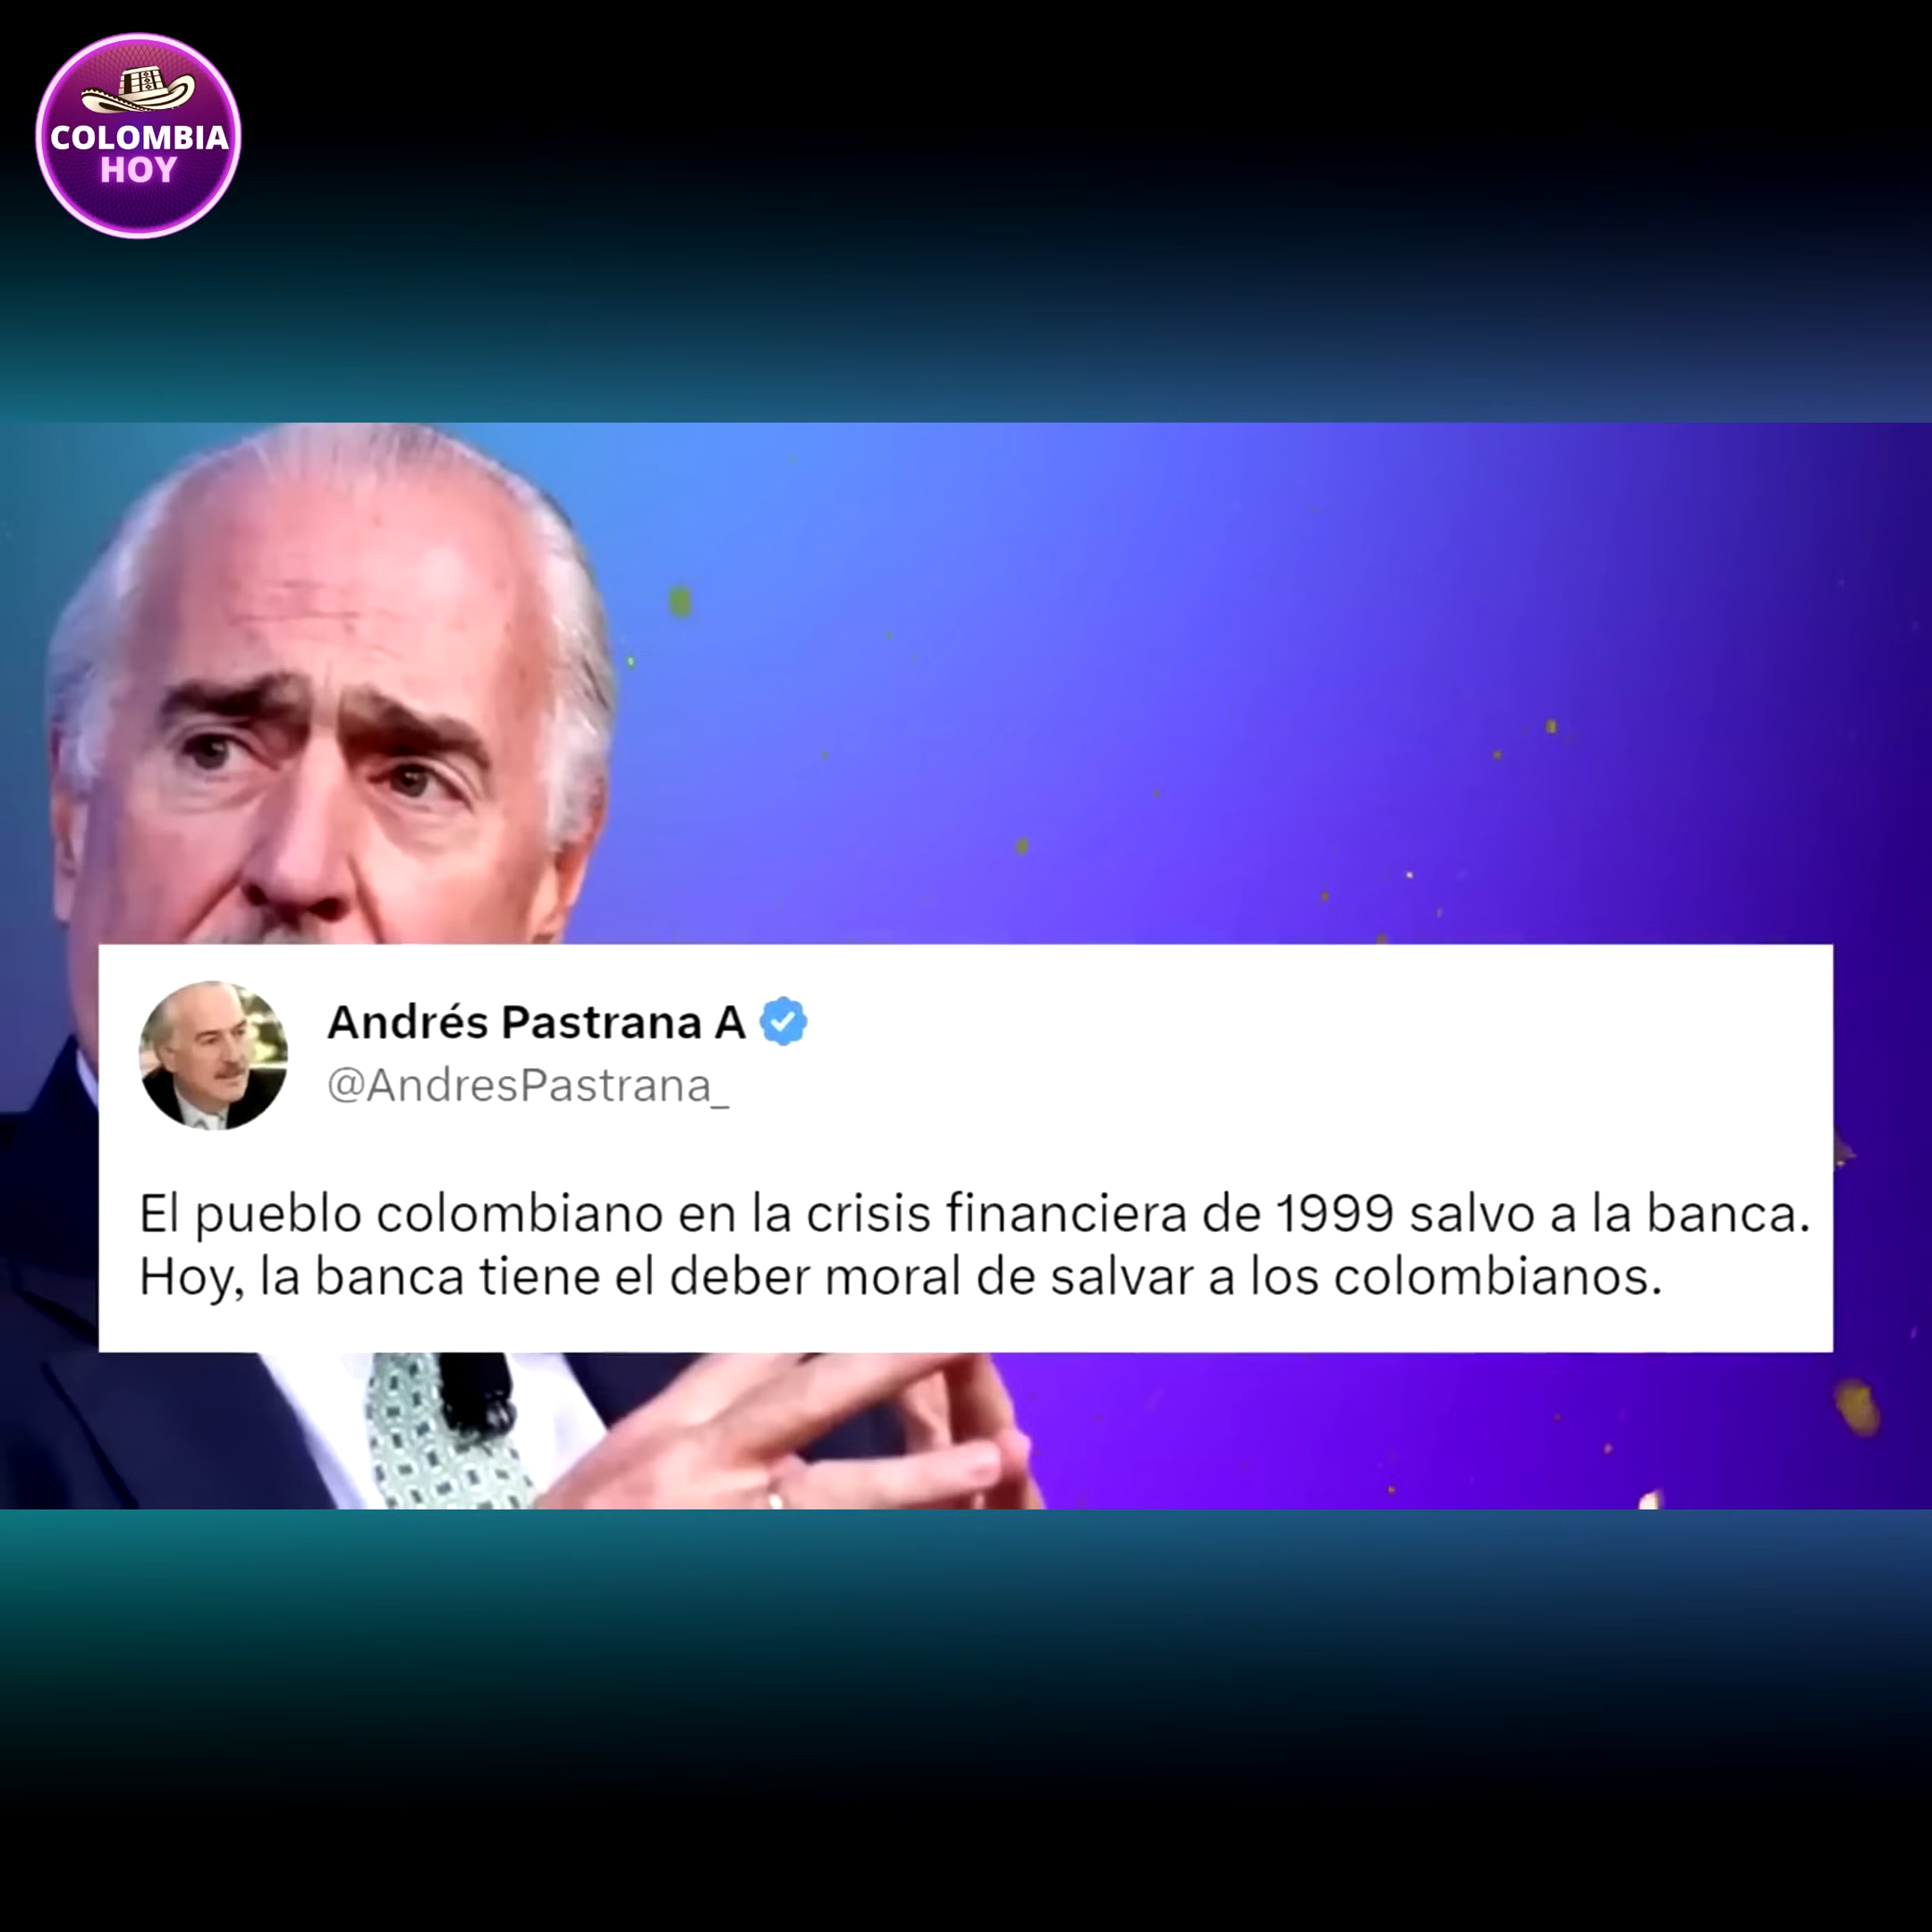 COLOMBIA
HOY
Andrés Pastrana A
@AndresPastrana_
El pueblo colombiano en la crisis financiera de 1999 salvo a la banca.
Hoy, la banca tiene el deber moral de salvar a los colombianos.